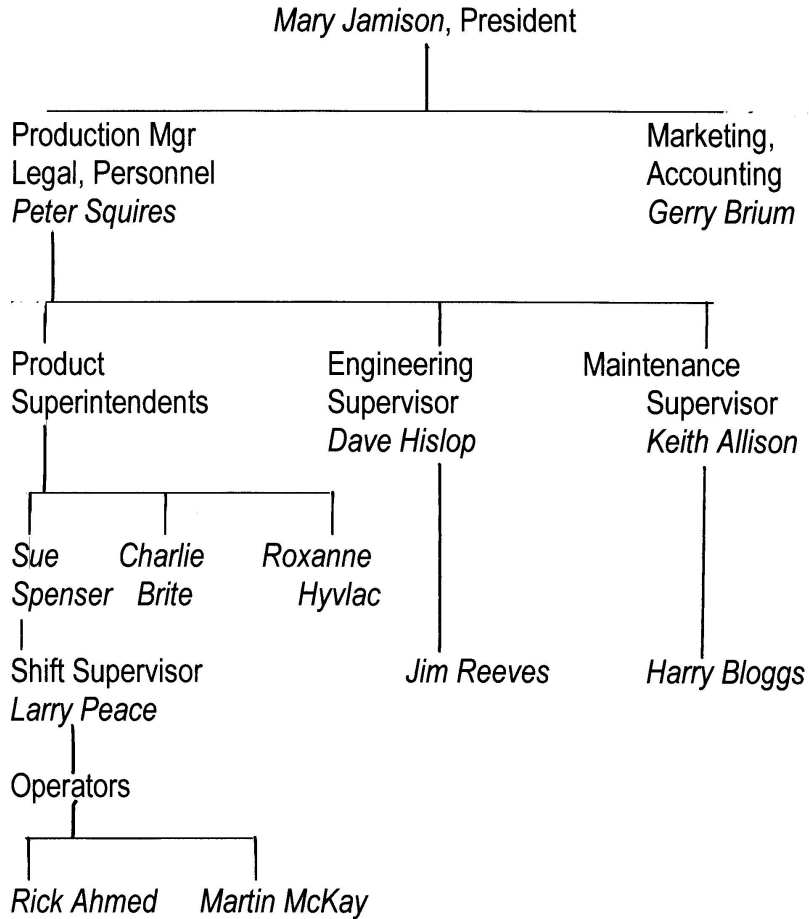 Mary Jamison, President
Production Mgr
Legal, Personnel
Peter Squires
Marketing,
Accounting
Gerry Brium
Product
Superintendents
Engineering
Supervisor
Dave Hislop
Maintenance
Supervisor
Keith Allison
Sue
Spenser
Charlie
Brite
Roxanne
Hyvlac
Shift Supervisor
Larry Peace
Jim Reeves
Harry Bloggs
Operators
Rick Ahmed
Martin McKay